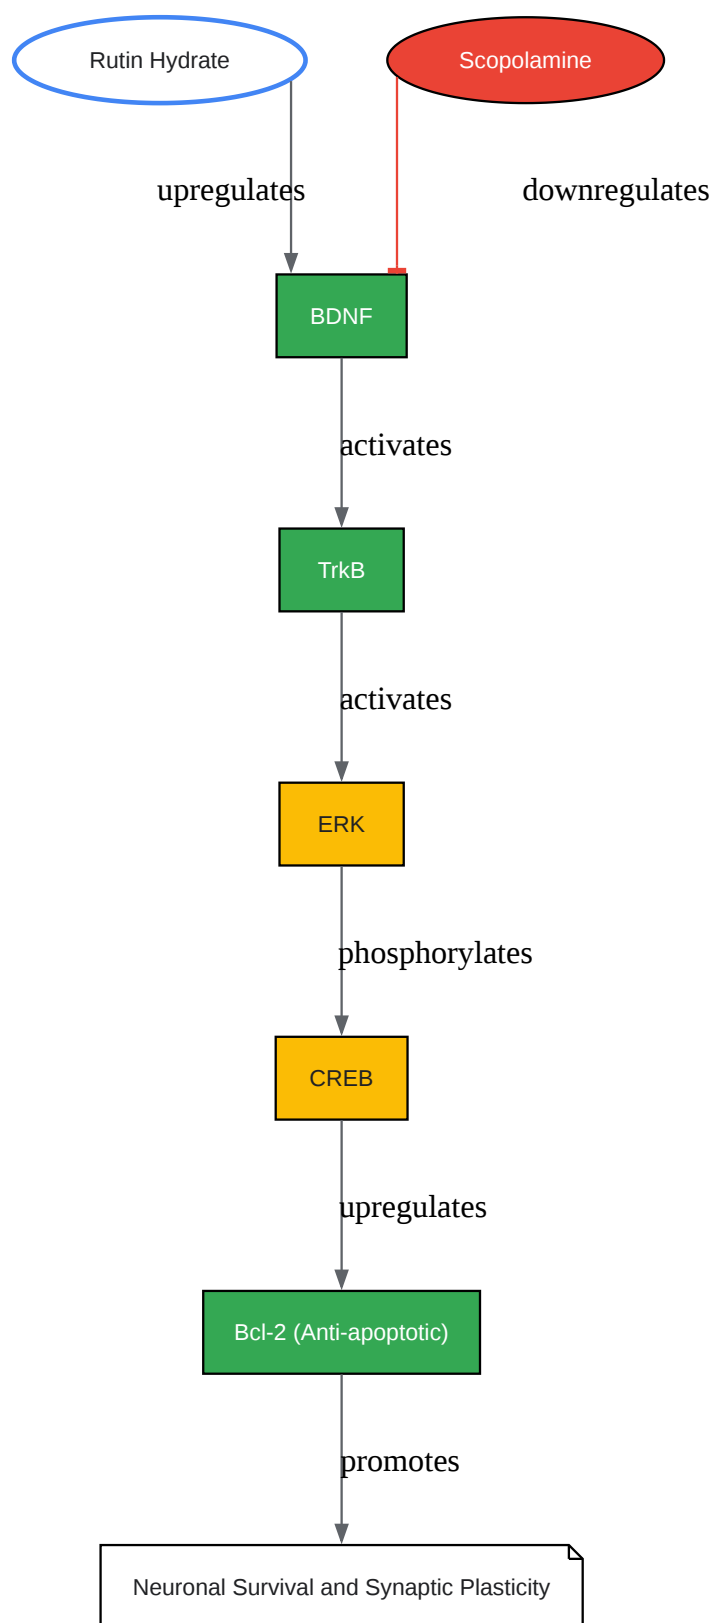 Rutin Hydrate
Scopolamine
upregulates
downregulates
BDNF
activates
TrkB
activates
ERK
phosphorylates
CREB
upregulates
Bcl-2 (Anti-apoptotic)
promotes
Neuronal Survival and Synaptic Plasticity